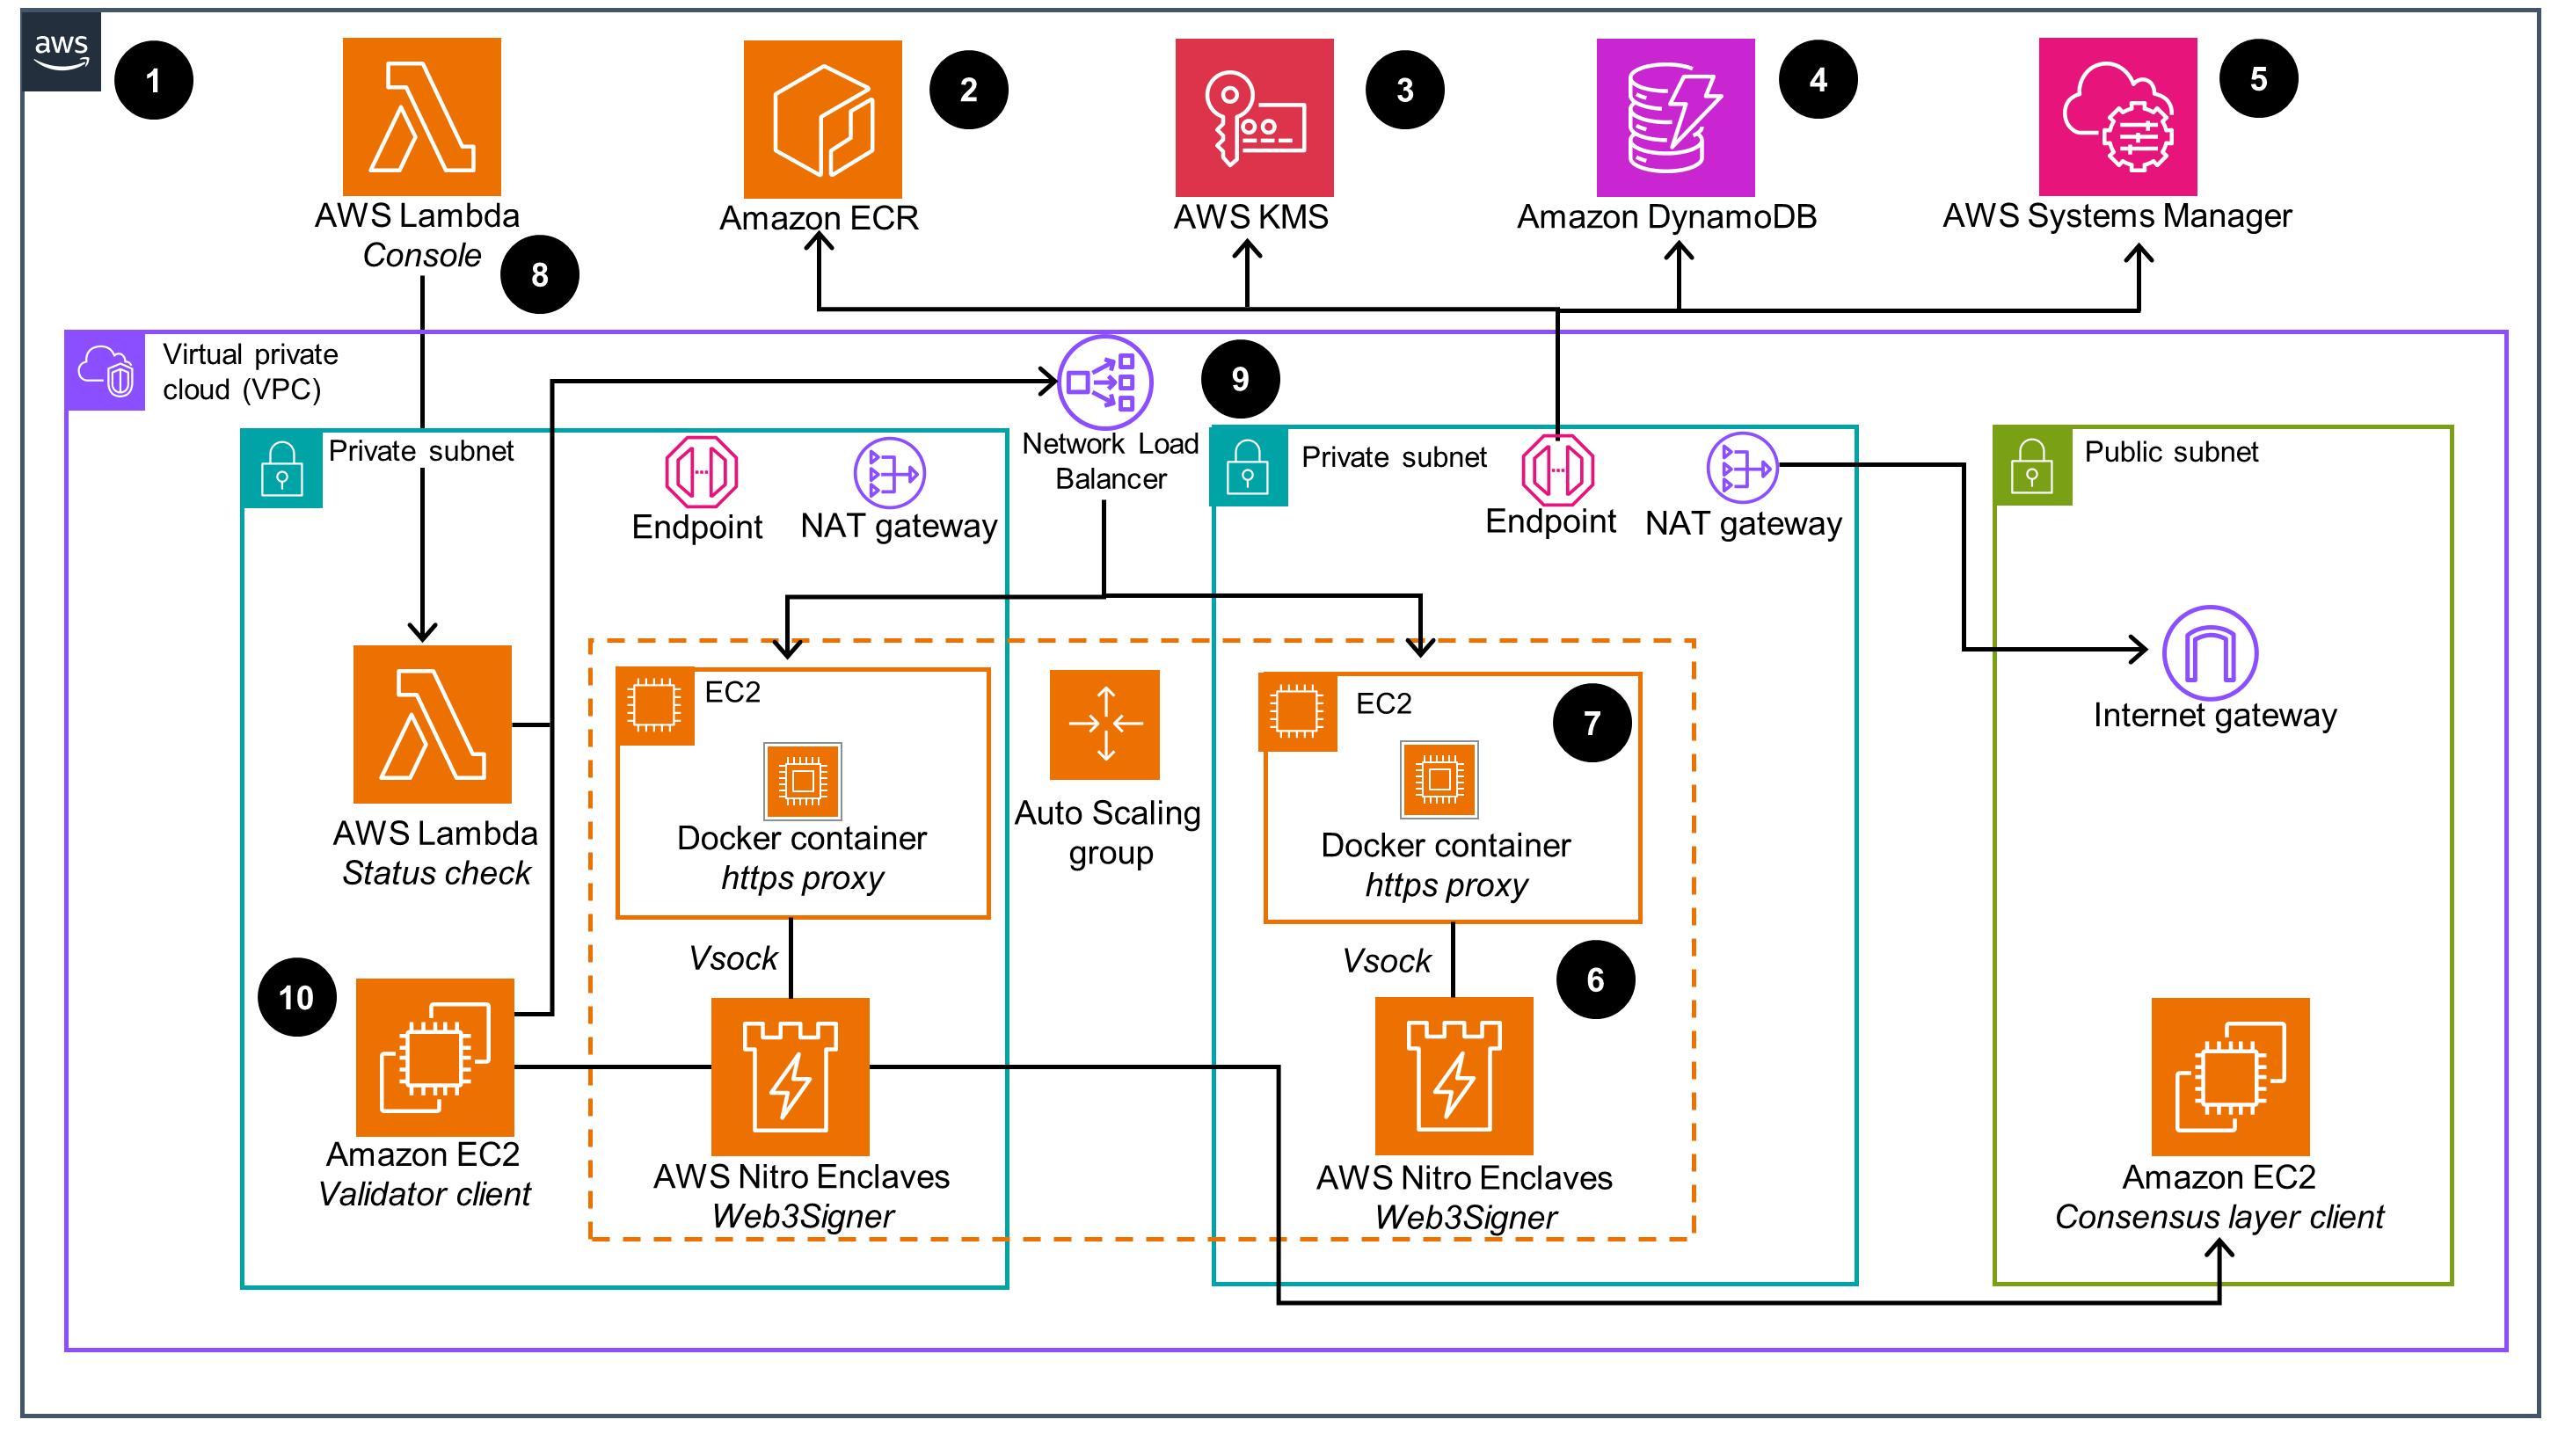 aws
1
2
3
4
5
AWS Lambda
Console
Amazon ECR
AWS KMS
Amazon DynamoDB
AWS Systems Manager
8
Virtual private
cloud (VPC)
9
Network Load
Balancer
Private subnet
Endpoint
NAT gateway
Private subnet
Endpoint
NAT gateway
Public subnet
Internet gateway
AWS Lambda
Status check
EC2
Docker container
https proxy
Auto Scaling
group
EC2
7
Docker container
https proxy
Vsock
Vsock
6
10
Amazon EC2
Validator client
AWS Nitro Enclaves
Web3Signer
AWS Nitro Enclaves
Web3Signer
Amazon EC2
Consensus layer client